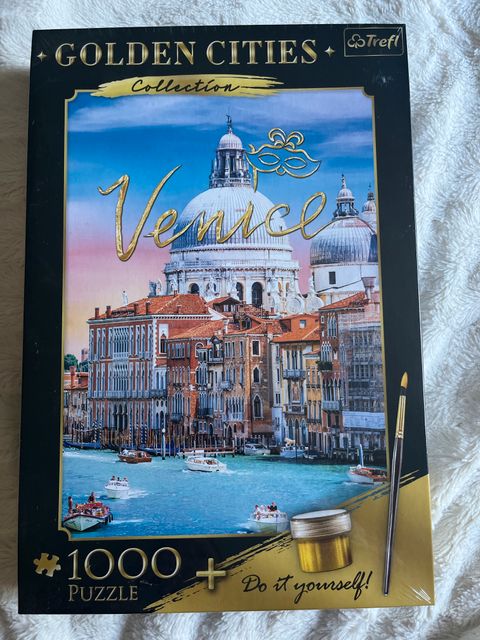 GOLDEN CITIES
Trefl
Collection
Venice
1000
PUZZLE
+
Do it yourself!